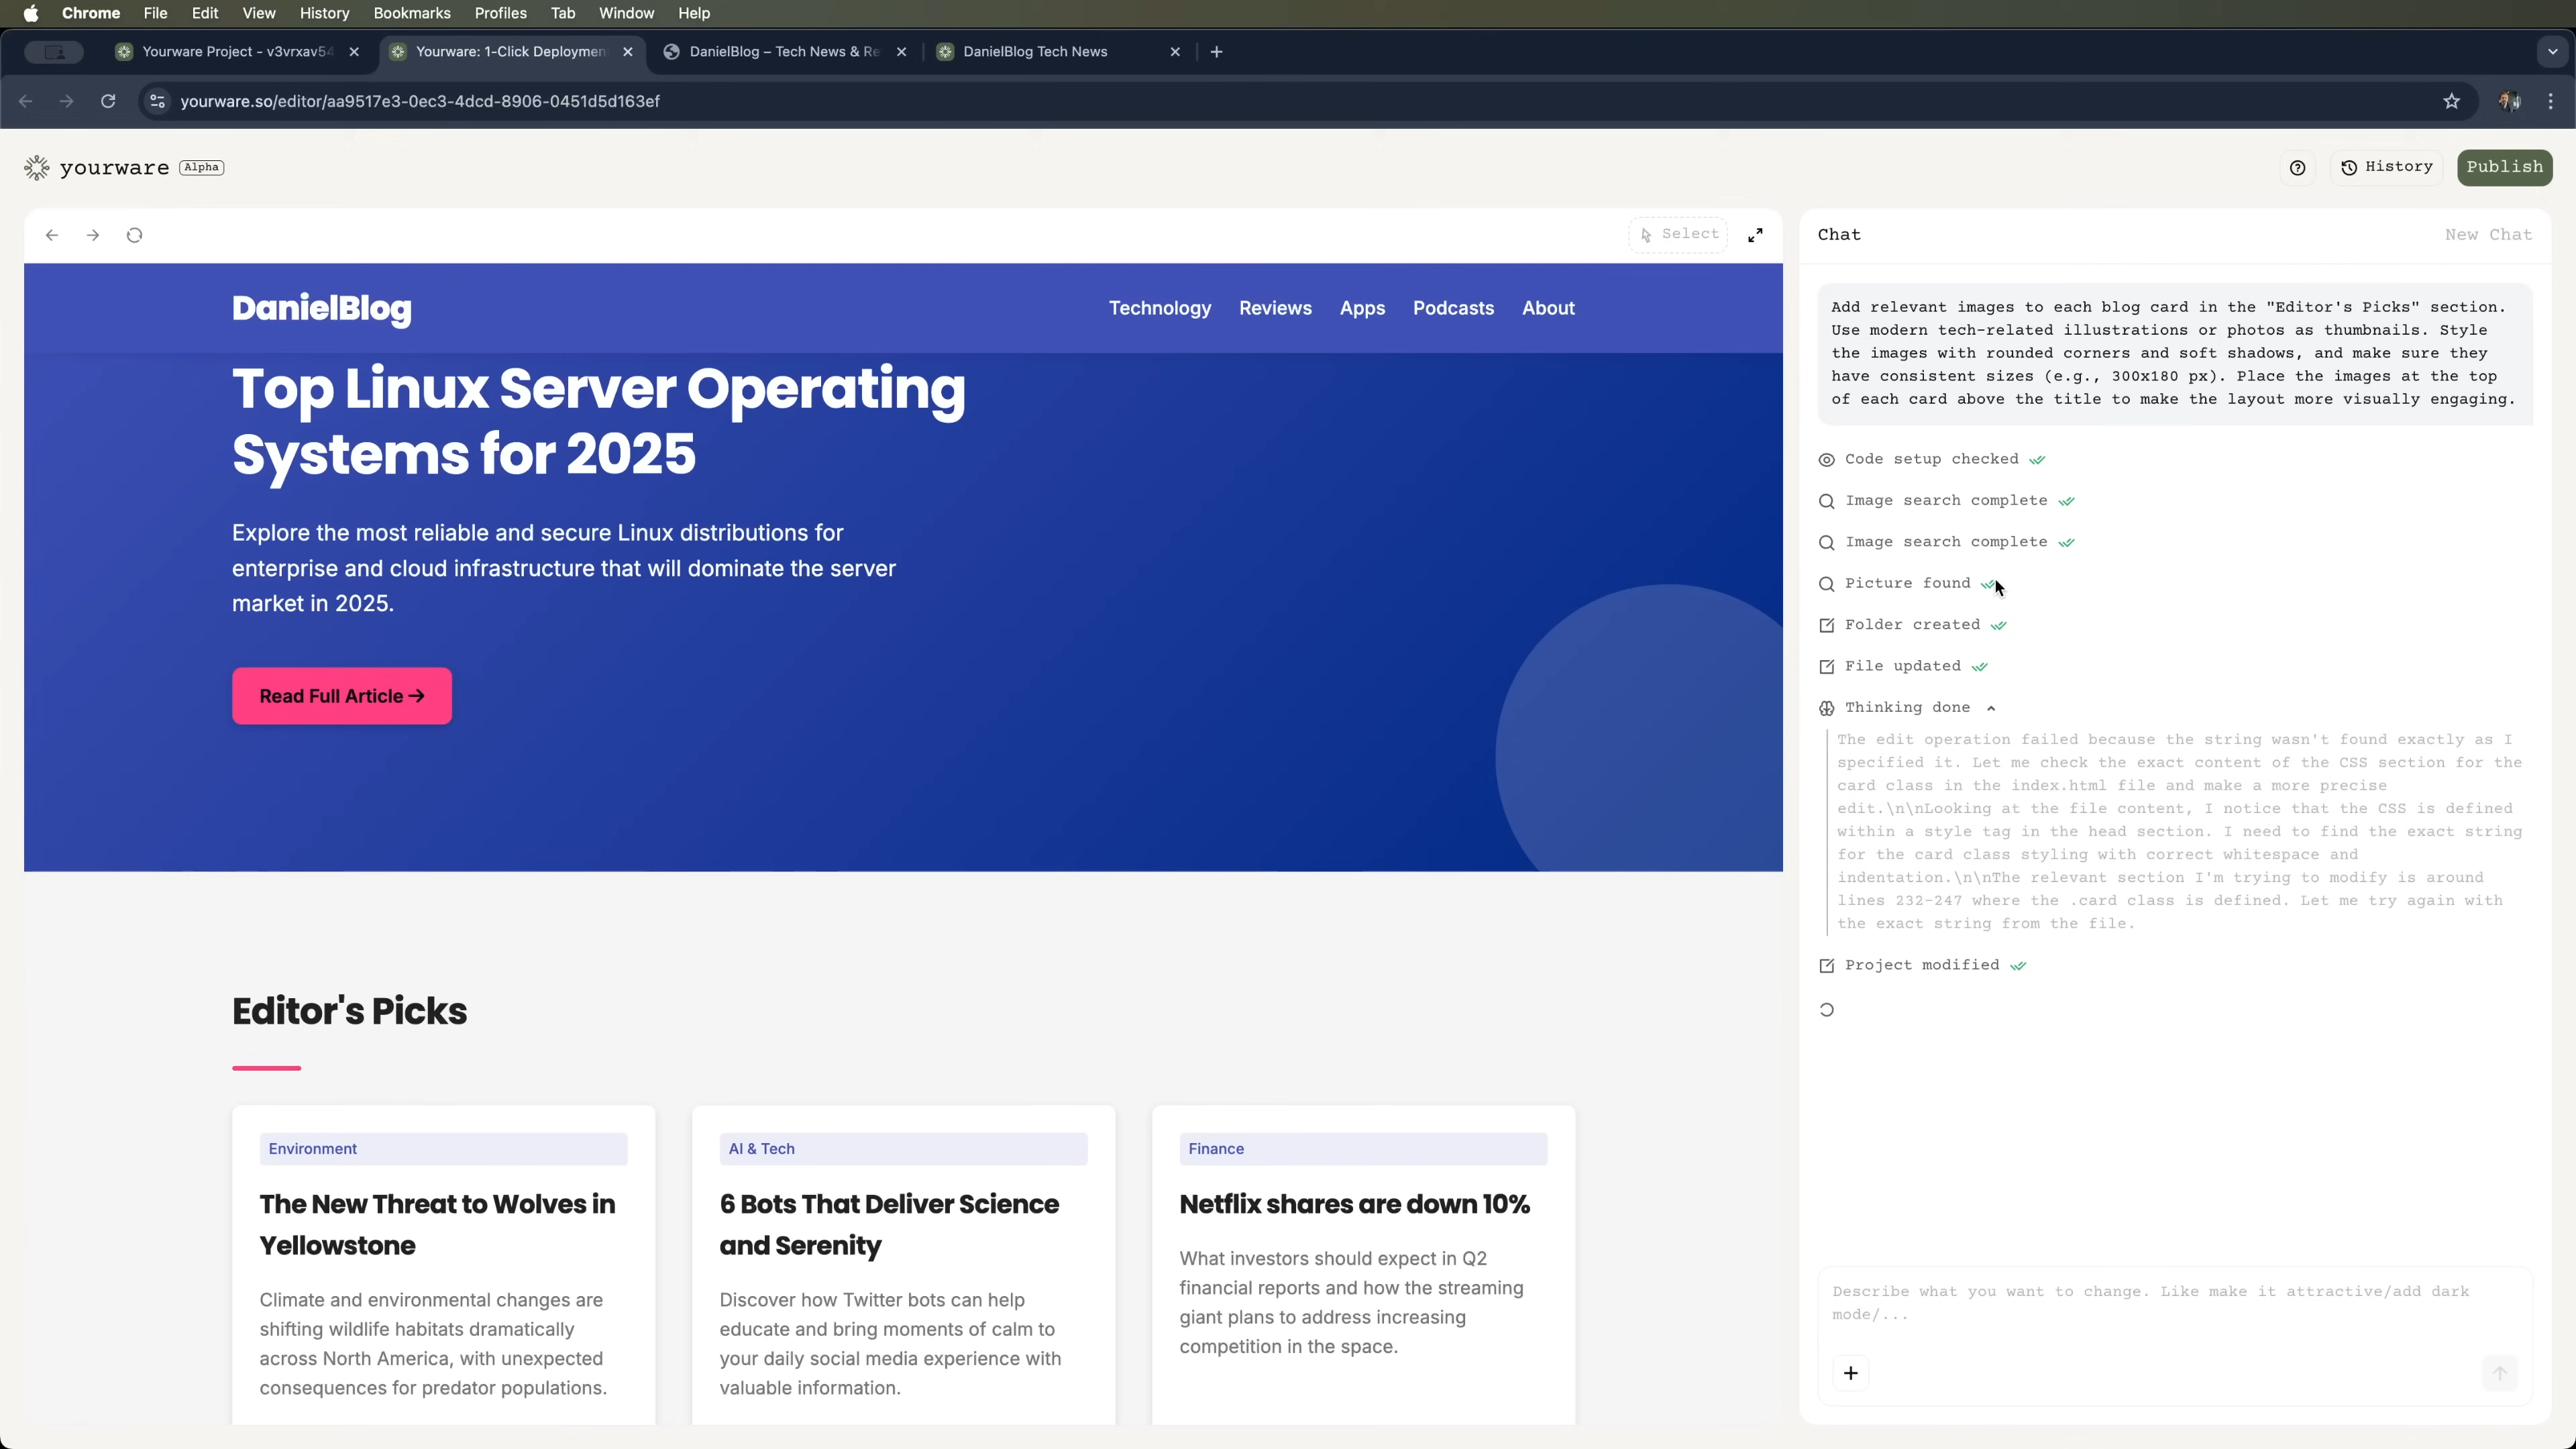 Chrome File Edit View History Bookmarks Profiles Tab Window Help
Yourware Project - v3vrxav54
Yourware: 1-Click Deploymen
DanielBlog – Tech News & Re
DanielBlog Tech News
yourware.so/editor/aa9517e3-0ec3-4dcd-8906-0451d5d163ef
yourware Alpha
History
Publish
Select
DanielBlog
Technology Reviews Apps Podcasts About
Top Linux Server Operating
Systems for 2025
Explore the most reliable and secure Linux distributions for
enterprise and cloud infrastructure that will dominate the server
market in 2025.
Read Full Article →
Editor's Picks
Environment
The New Threat to Wolves in
Yellowstone
Climate and environmental changes are
shifting wildlife habitats dramatically
across North America, with unexpected
consequences for predator populations.
AI & Tech
6 Bots That Deliver Science
and Serenity
Discover how Twitter bots can help
educate and bring moments of calm to
your daily social media experience with
valuable information.
Finance
Netflix shares are down 10%
What investors should expect in Q2
financial reports and how the streaming
giant plans to address increasing
competition in the space.
Chat
New Chat
Add relevant images to each blog card in the "Editor's Picks" section.
Use modern tech-related illustrations or photos as thumbnails. Style
the images with rounded corners and soft shadows, and make sure they
have consistent sizes (e.g., 300x180 px). Place the images at the top
of each card above the title to make the layout more visually engaging.
Code setup checked
Image search complete
Image search complete
Picture found
Folder created
File updated
Thinking done
The edit operation failed because the string wasn't found exactly as I
specified it. Let me check the exact content of the CSS section for the
card class in the index.html file and make a more precise
edit.\n\nLooking at the file content, I notice that the CSS is defined
within a style tag in the head section. I need to find the exact string
for the card class styling with correct whitespace and
indentation.\n\nThe relevant section I'm trying to modify is around
lines 232-247 where the .card class is defined. Let me try again with
the exact string from the file.
Project modified
Describe what you want to change. Like make it attractive/add dark
mode/...